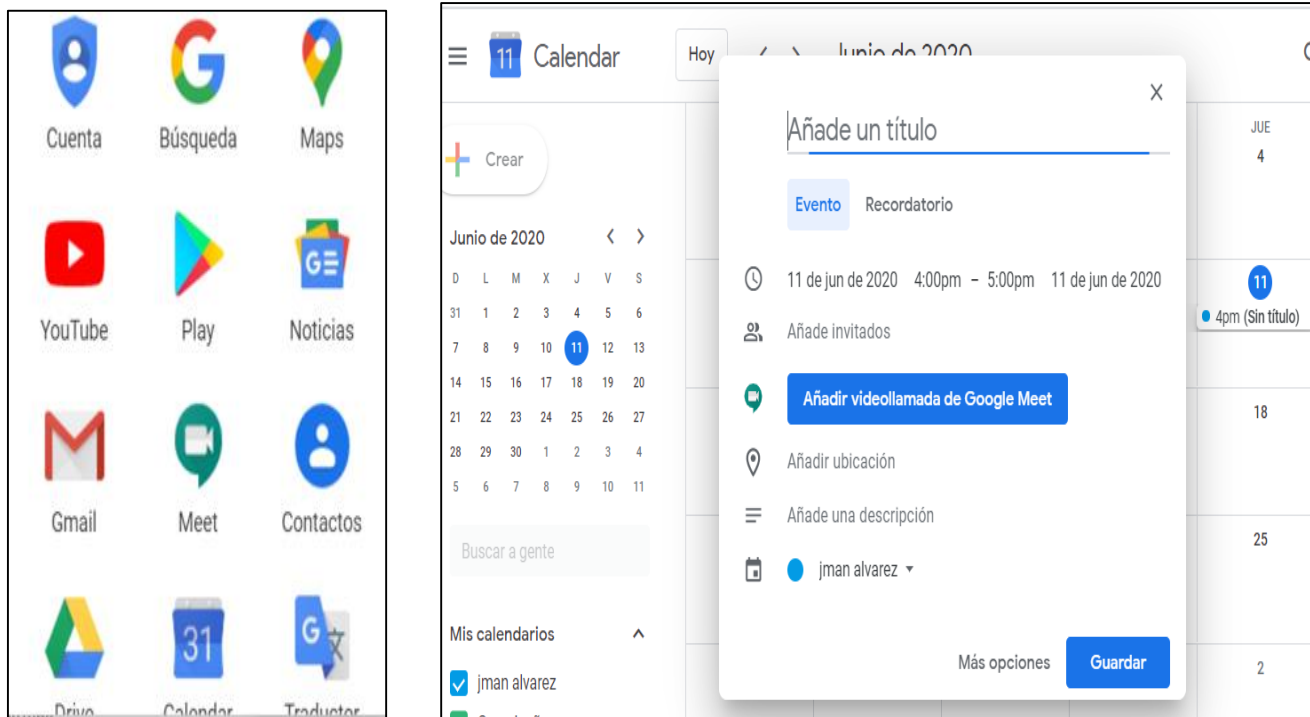 Cuenta Búsqueda Maps
YouTube Play Noticias
GE
Gmail Meet Contactos
31
G
Drive Calendar Traductor
11 Calendar Hoy Junio de 2020
Crear
Junio de 2020
D L M X J V S
31 1 2 3 4 5 6
7 8 9 10 11 12 13
14 15 16 17 18 19 20
21 22 23 24 25 26 27
28 29 30 1 2 3 4
5 6 7 8 9 10 11
Buscar a gente
Mis calendarios
jman alvarez
X
Añade un título
Evento Recordatorio
11 de jun de 2020 4:00pm – 5:00pm 11 de jun de 2020
Añade invitados
Añadir videollamada de Google Meet
Añadir ubicación
Añade una descripción
jman alvarez
Más opciones Guardar
JUE
4
11
4pm (Sin título)
18
25
2